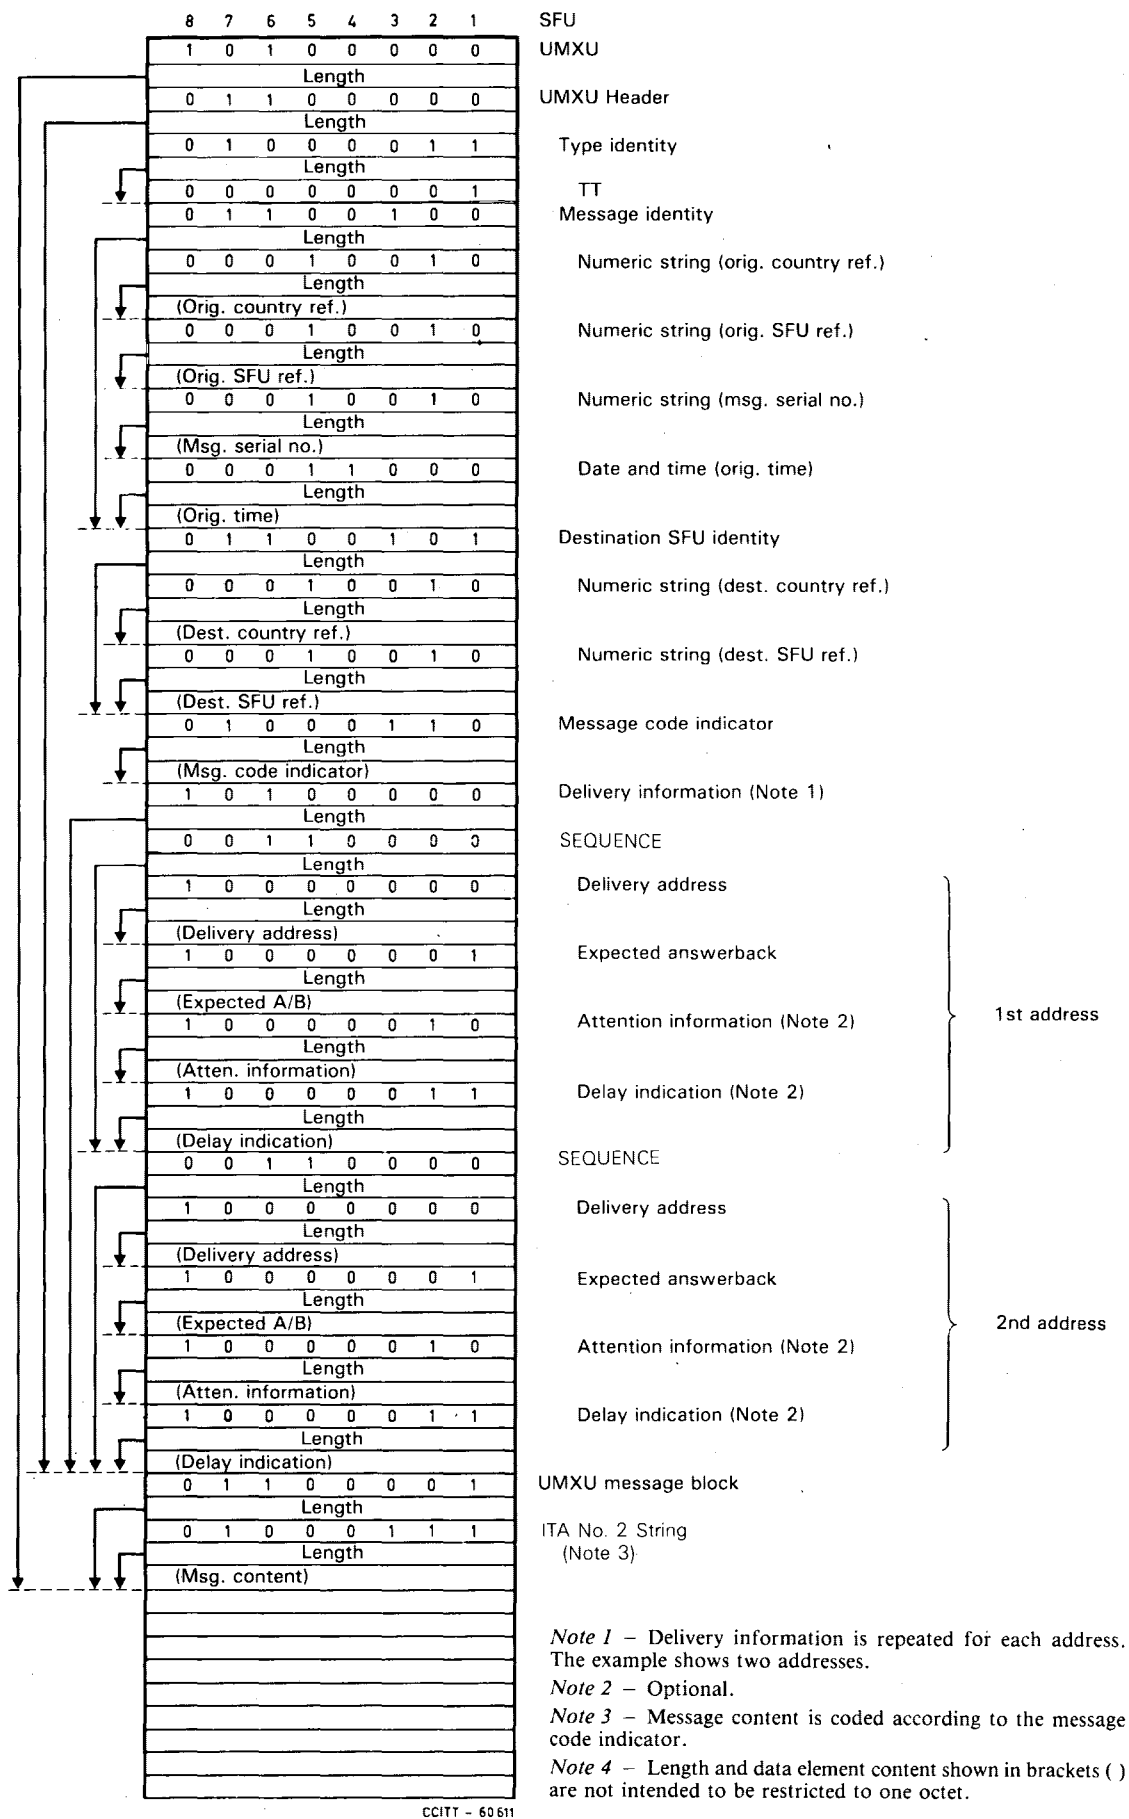 8 7 6 5 4 3 2 1 SFU
1 0 1 0 0 0 0 0 UMXU
Length
0 1 1 0 0 0 0 0 UMXU Header
Length
0 1 0 0 0 0 1 1 Type identity
Length
0 0 0 0 0 0 0 1 TT
0 1 1 0 0 1 0 0 Message identity
Length
0 0 0 1 0 0 1 0 Numeric string (orig. country ref.)
Length
(Orig. country ref.)
0 0 0 1 0 0 1 0 Numeric string (orig. SFU ref.)
Length
(Orig. SFU ref.)
0 0 0 1 0 0 1 0 Numeric string (msg. serial no.)
Length
(Msg. serial no.)
0 0 0 1 1 0 0 0 Date and time (orig. time)
Length
(Orig. time)
0 1 1 0 0 1 0 1 Destination SFU identity
Length
0 0 0 1 0 0 1 0 Numeric string (dest. country ref.)
Length
(Dest. country ref.)
0 0 0 1 0 0 1 0 Numeric string (dest. SFU ref.)
Length
(Dest. SFU ref.)
0 1 0 0 0 1 1 0 Message code indicator
Length
(Msg. code indicator)
1 0 1 0 0 0 0 0 Delivery information (Note 1)
Length
0 0 1 1 0 0 0 0 SEQUENCE
Length
1 0 0 0 0 0 0 0 Delivery address
Length
(Delivery address)
1 0 0 0 0 0 0 1 Expected answerback
Length
(Expected A/B)
1 0 0 0 0 0 1 0 Attention information (Note 2) 1st address
Length
(Atten. information)
1 0 0 0 0 0 1 1 Delay indication (Note 2)
Length
(Delay indication)
0 0 1 1 0 0 0 0 SEQUENCE
Length
1 0 0 0 0 0 0 0 Delivery address
Length
(Delivery address)
1 0 0 0 0 0 0 1 Expected answerback
Length
(Expected A/B) 2nd address
1 0 0 0 0 0 1 0 Attention information (Note 2)
Length
(Atten. information)
1 0 0 0 0 0 1 1 Delay indication (Note 2)
Length
(Delay indication)
0 1 1 0 0 0 0 1 UMXU message block
Length
0 1 0 0 0 1 1 1 ITA No. 2 String
Length (Note 3)
(Msg. content)
Note 1 – Delivery information is repeated for each address.
The example shows two addresses.
Note 2 – Optional.
Note 3 – Message content is coded according to the message
code indicator.
Note 4 – Length and data element content shown in brackets ( )
are not intended to be restricted to one octet.
CCITT - 60611